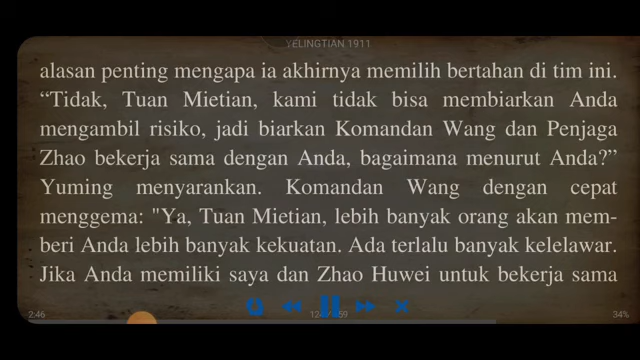 YELINGTIAN 1911
alasan penting mengapa ia akhirnya memilih bertahan di tim ini.
“Tidak, Tuan Mietian, kami tidak bisa membiarkan Anda
mengambil risiko, jadi biarkan Komandan Wang dan Penjaga
Zhao bekerja sama dengan Anda, bagaimana menurut Anda?”
Yuming menyarankan. Komandan Wang dengan cepat
menggema: "Ya, Tuan Mietian, lebih banyak orang akan mem-
beri Anda lebih banyak kekuatan. Ada terlalu banyak kelelawar.
Jika Anda memiliki saya dan Zhao Huwei untuk bekerja sama
2:46
34%